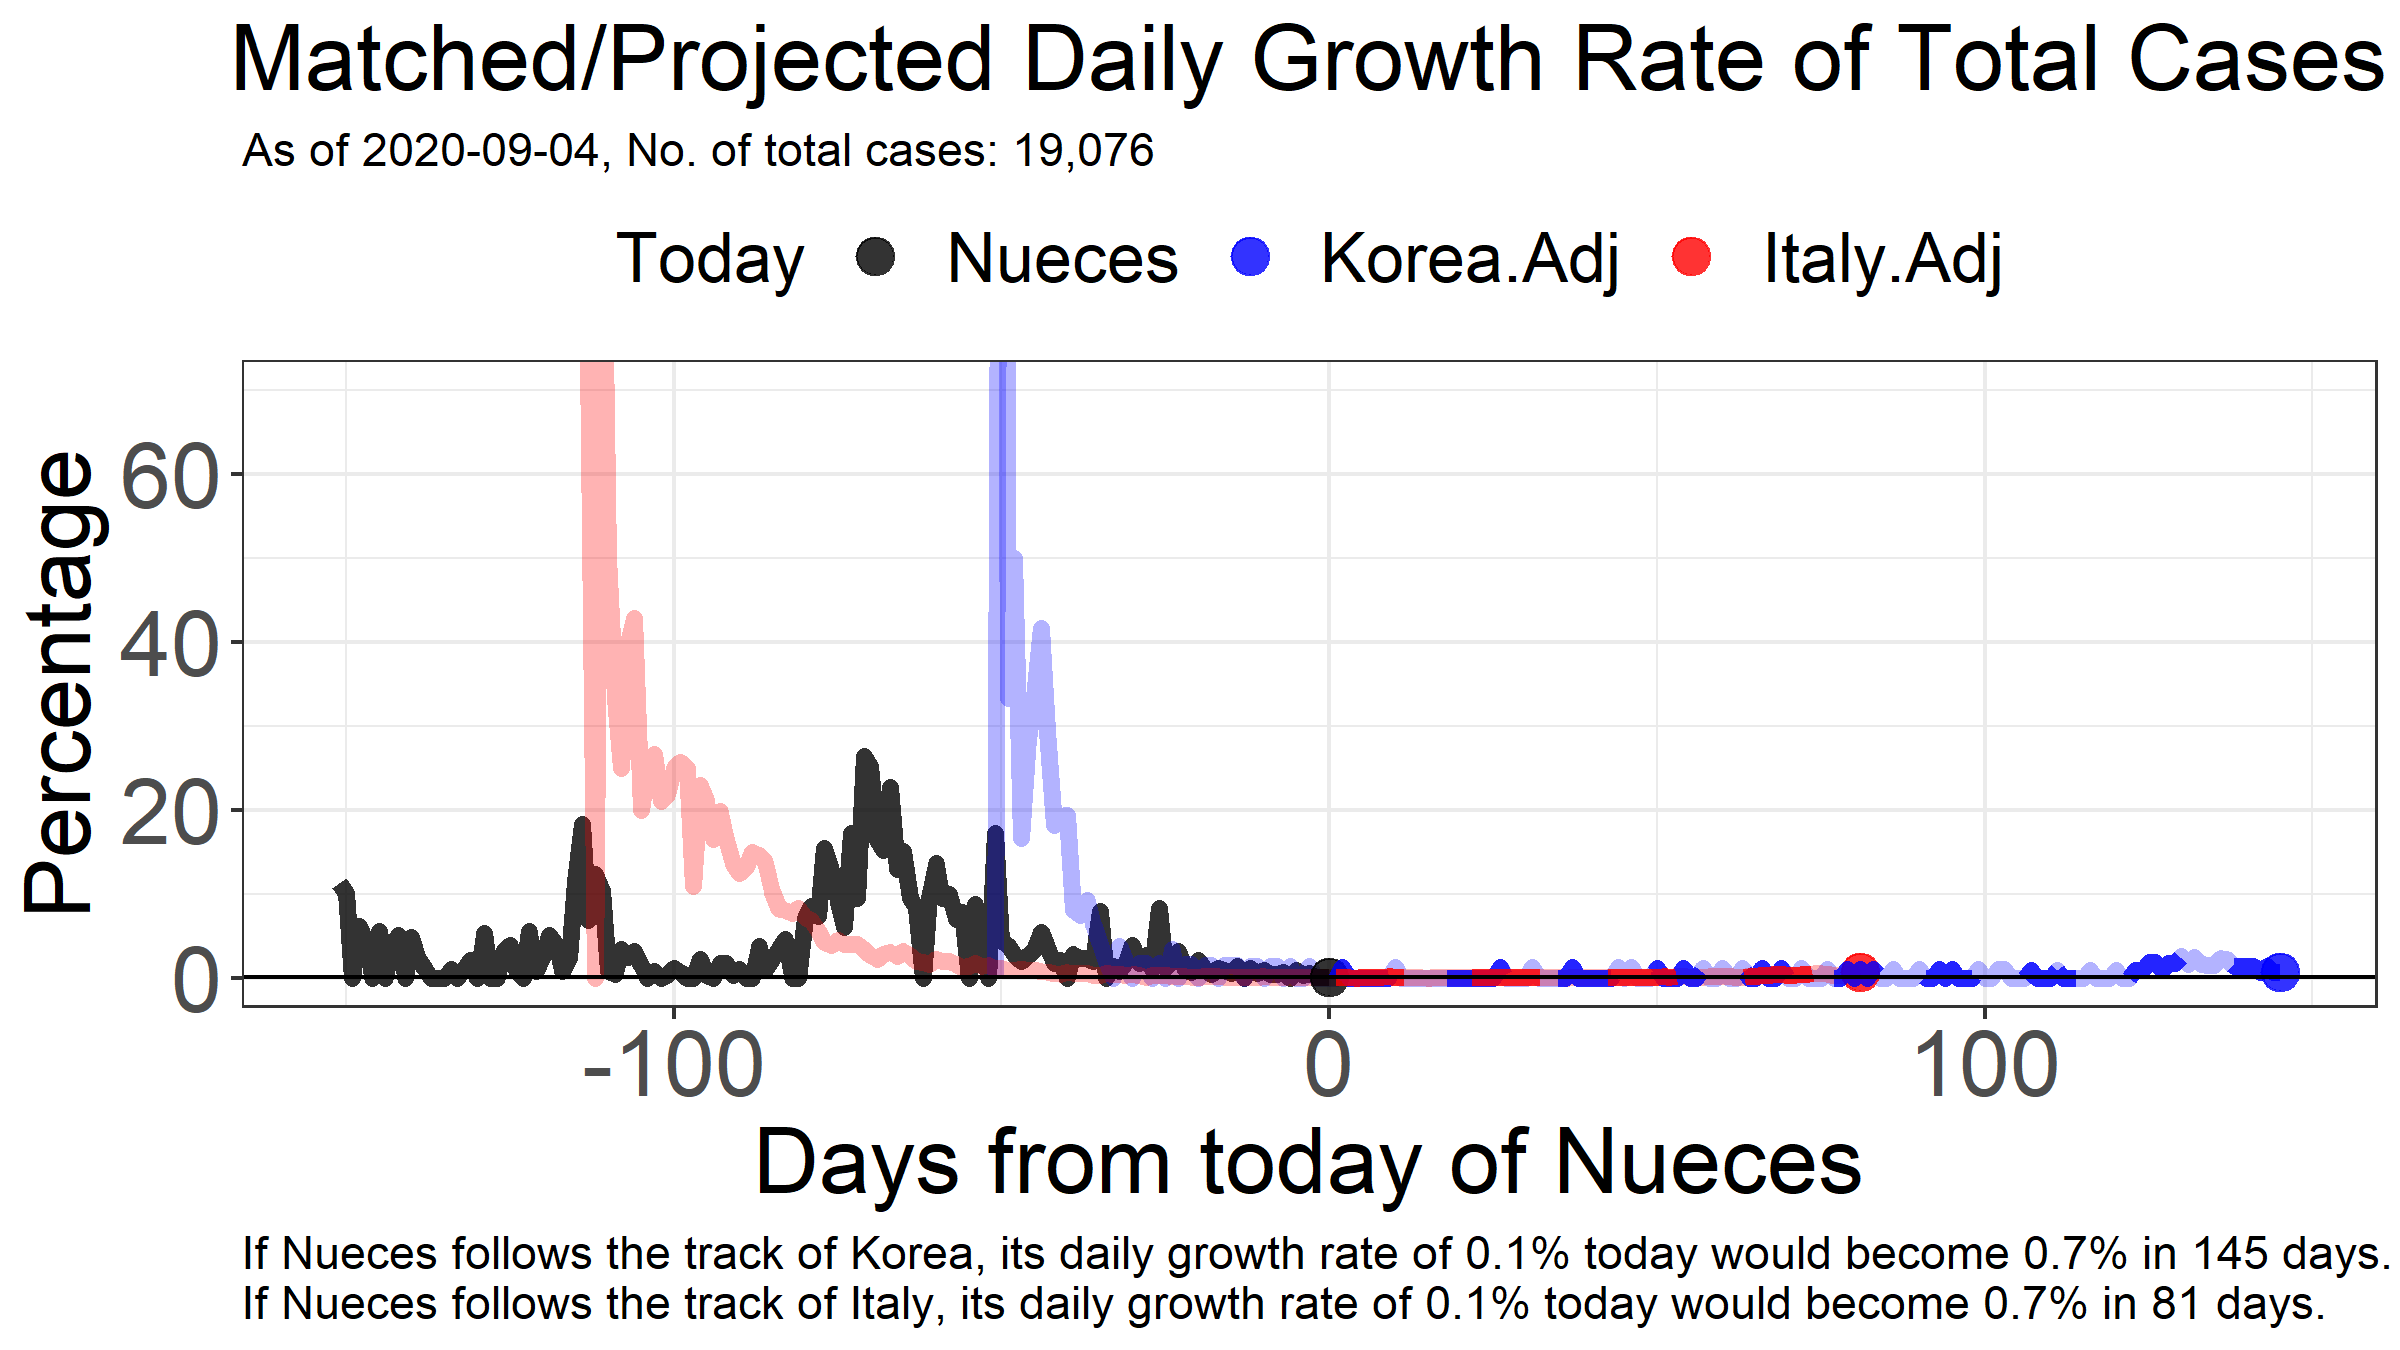 Matched/Projected Daily Growth Rate of Total Cases
As of 2020-09-04, No. of total cases: 19,076
Today Nueces Korea.Adj Italy.Adj
Percentage
60
40
20
0
-100 0 100
Days from today of Nueces
If Nueces follows the track of Korea, its daily growth rate of 0.1% today would become 0.7% in 145 days.
If Nueces follows the track of Italy, its daily growth rate of 0.1% today would become 0.7% in 81 days.